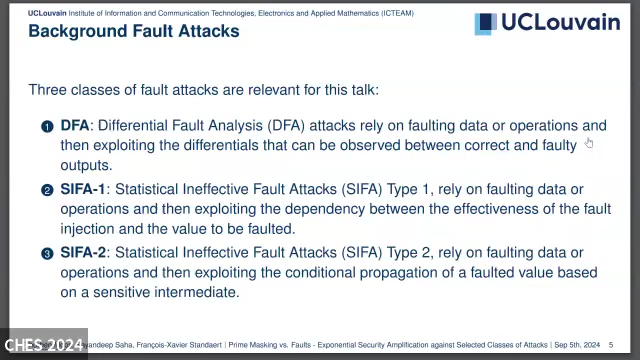 UCLouvain Institute of Information and Communication Technologies, Electronics and Applied Mathematics (ICTEAM)
Background Fault Attacks
UCLouvain
Three classes of fault attacks are relevant for this talk:
1 DFA: Differential Fault Analysis (DFA) attacks rely on faulting data or operations and
then exploiting the differentials that can be observed between correct and faulty
outputs.
2 SIFA-1: Statistical Ineffective Fault Attacks (SIFA) Type 1, rely on faulting data or
operations and then exploiting the dependency between the effectiveness of the fault
injection and the value to be faulted.
3 SIFA-2: Statistical Ineffective Fault Attacks (SIFA) Type 2, rely on faulting data or
operations and then exploiting the conditional propagation of a faulted value based
on a sensitive intermediate.
CHES 2024
Saha, François-Xavier Standaert | Prime Masking vs. Faults - Exponential Security Amplification against Selected Classes of Attacks | Sep 5th, 2024 5